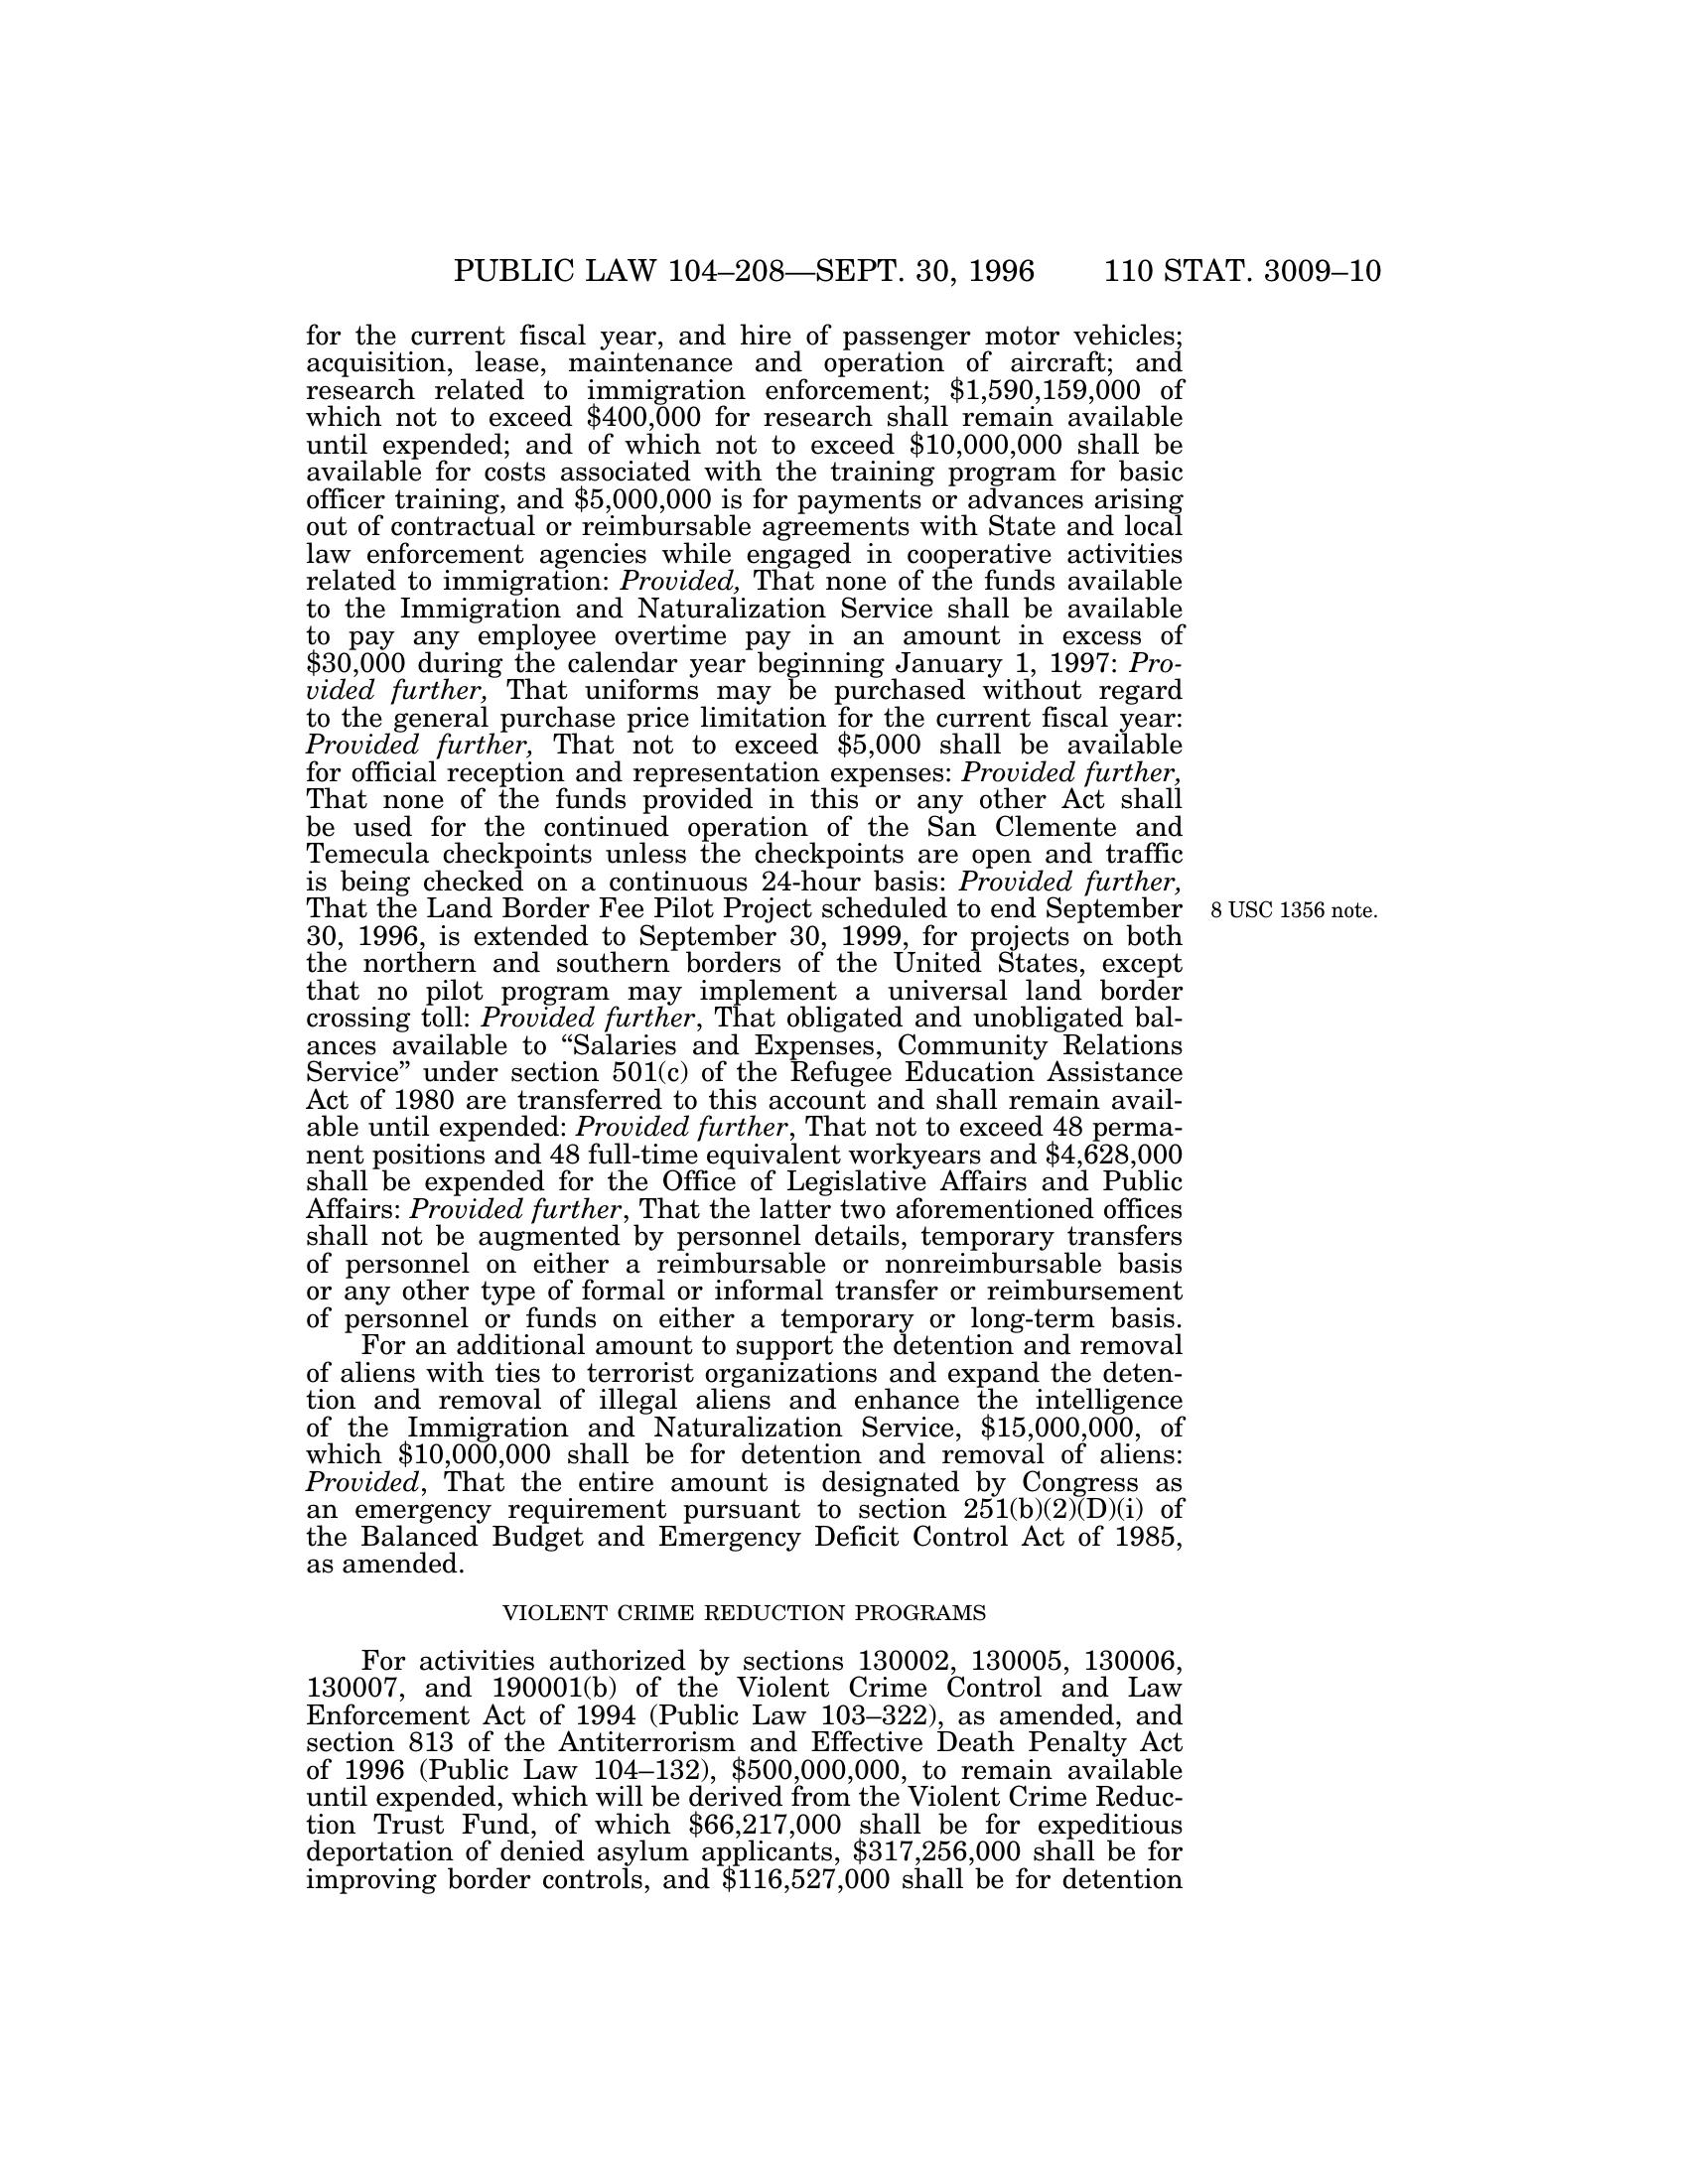 PUBLIC LAW 104–208—SEPT. 30, 1996 110 STAT. 3009–10
for the current fiscal year, and hire of passenger motor vehicles;
acquisition, lease, maintenance and operation of aircraft; and
research related to immigration enforcement; $1,590,159,000 of
which not to exceed $400,000 for research shall remain available
until expended; and of which not to exceed $10,000,000 shall be
available for costs associated with the training program for basic
officer training, and $5,000,000 is for payments or advances arising
out of contractual or reimbursable agreements with State and local
law enforcement agencies while engaged in cooperative activities
related to immigration: Provided, That none of the funds available
to the Immigration and Naturalization Service shall be available
to pay any employee overtime pay in an amount in excess of
$30,000 during the calendar year beginning January 1, 1997: Pro-
vided further, That uniforms may be purchased without regard
to the general purchase price limitation for the current fiscal year:
Provided further, That not to exceed $5,000 shall be available
for official reception and representation expenses: Provided further,
That none of the funds provided in this or any other Act shall
be used for the continued operation of the San Clemente and
Temecula checkpoints unless the checkpoints are open and traffic
is being checked on a continuous 24-hour basis: Provided further,
That the Land Border Fee Pilot Project scheduled to end September
8 USC 1356 note.
30, 1996, is extended to September 30, 1999, for projects on both
the northern and southern borders of the United States, except
that no pilot program may implement a universal land border
crossing toll: Provided further, That obligated and unobligated bal-
ances available to “Salaries and Expenses, Community Relations
Service” under section 501(c) of the Refugee Education Assistance
Act of 1980 are transferred to this account and shall remain avail-
able until expended: Provided further, That not to exceed 48 perma-
nent positions and 48 full-time equivalent workyears and $4,628,000
shall be expended for the Office of Legislative Affairs and Public
Affairs: Provided further, That the latter two aforementioned offices
shall not be augmented by personnel details, temporary transfers
of personnel on either a reimbursable or nonreimbursable basis
or any other type of formal or informal transfer or reimbursement
of personnel or funds on either a temporary or long-term basis.
For an additional amount to support the detention and removal
of aliens with ties to terrorist organizations and expand the deten-
tion and removal of illegal aliens and enhance the intelligence
of the Immigration and Naturalization Service, $15,000,000, of
which $10,000,000 shall be for detention and removal of aliens:
Provided, That the entire amount is designated by Congress as
an emergency requirement pursuant to section 251(b)(2)(D)(i) of
the Balanced Budget and Emergency Deficit Control Act of 1985,
as amended.
VIOLENT CRIME REDUCTION PROGRAMS
For activities authorized by sections 130002, 130005, 130006,
130007, and 190001(b) of the Violent Crime Control and Law
Enforcement Act of 1994 (Public Law 103–322), as amended, and
section 813 of the Antiterrorism and Effective Death Penalty Act
of 1996 (Public Law 104–132), $500,000,000, to remain available
until expended, which will be derived from the Violent Crime Reduc-
tion Trust Fund, of which $66,217,000 shall be for expeditious
deportation of denied asylum applicants, $317,256,000 shall be for
improving border controls, and $116,527,000 shall be for detention